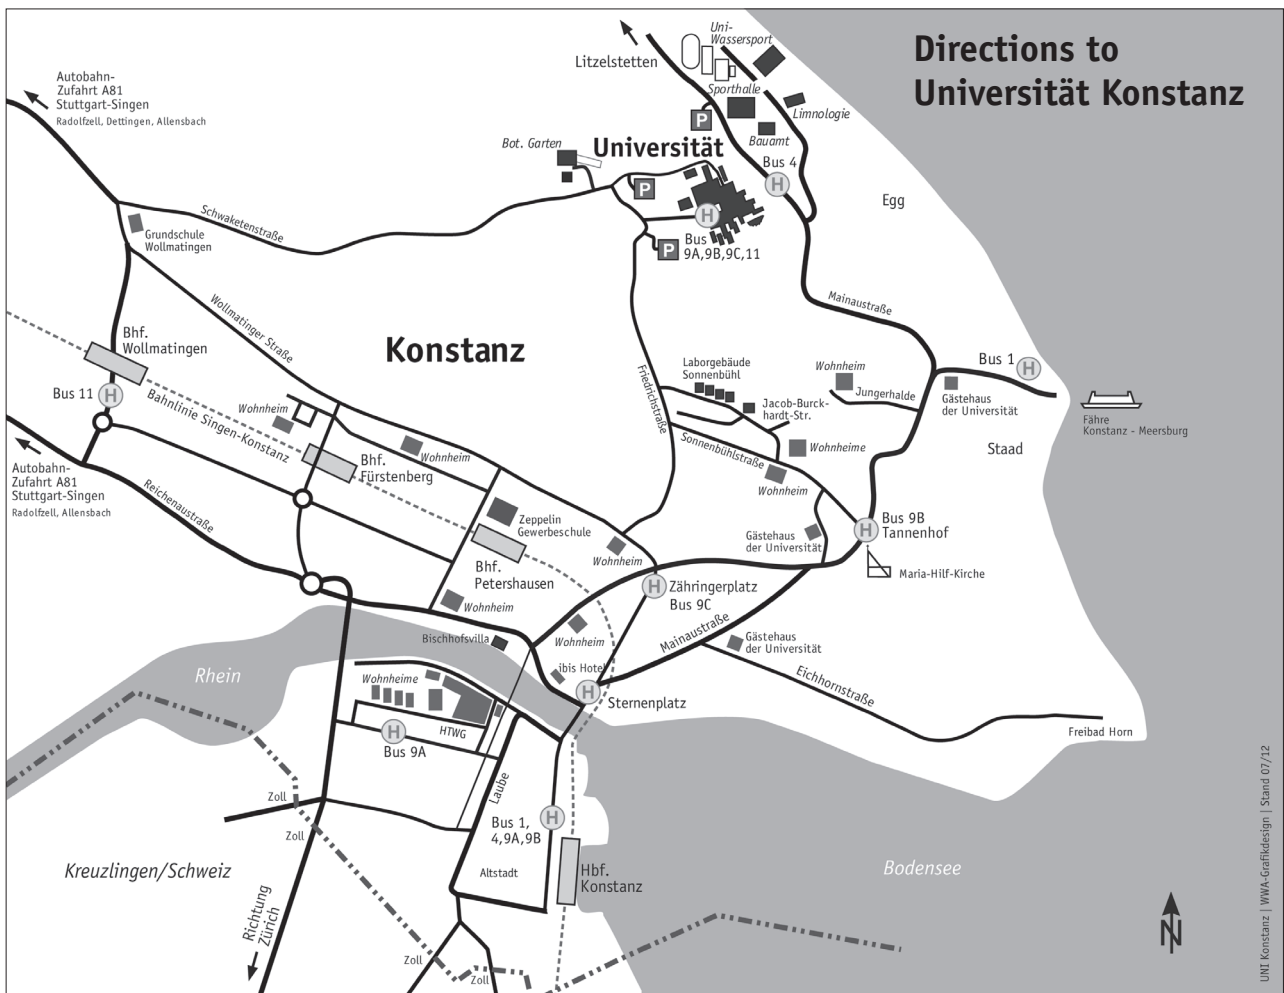 Directions to
Universität Konstanz
Uni-
Wassersport
Litzelstetten
Sporthalle
P
Limnologie
Bauamt
Autobahn-
Zufahrt A81
Stuttgart-Singen
Radolfzell, Dettingen, Allensbach
Bot. Garten
Universität
Bus 4
H
P
Egg
Schwaketenstraße
H
Grundschule
Wollmatingen
Bus
9A,9B,9C,11
P
Wollmatinger Straße
Mainaustraße
Bhf.
Wollmatingen
Konstanz
Bus 1
H
Laborgebäude
Sonnenbühl
Wohnheim
Friedrichstraße
Bus 11
H
Bahnlinie Singen-Konstanz
Jungerhalde
Gästehaus
der Universität
Jacob-Burck-
hardt-Str.
Fähre
Konstanz - Meersburg
Wohnheim
Wohnheim
Sonnenbühlstraße
Wohnheime
Staad
Bhf.
Fürstenberg
Wohnheim
Autobahn-
Zufahrt A81
Stuttgart-Singen
Radolfzell, Allensbach
Reichenaustraße
Zeppelin
Gewerbeschule
Bus 9B
Tannenhof
H
Gästehaus
der Universität
Wohnheim
Maria-Hilf-Kirche
Bhf.
Petershausen
H
Zähringerplatz
Bus 9C
Wohnheim
Mainaustraße
Bischofsvilla
Wohnheim
Gästehaus
der Universität
ibis Hotel
Rhein
Wohnheime
Eichhornstraße
H
Sternenplatz
HTWG
H
Bus 9A
Freibad Horn
Laube
Zoll
Zoll
Bus 1,
4,9A,9B
H
Kreuzlingen/Schweiz
Altstadt
Hbf.
Konstanz
Bodensee
Richtung
Zürich
Zoll
Zoll
N
UNI Konstanz | WWA-Grafikdesign | Stand 07/12